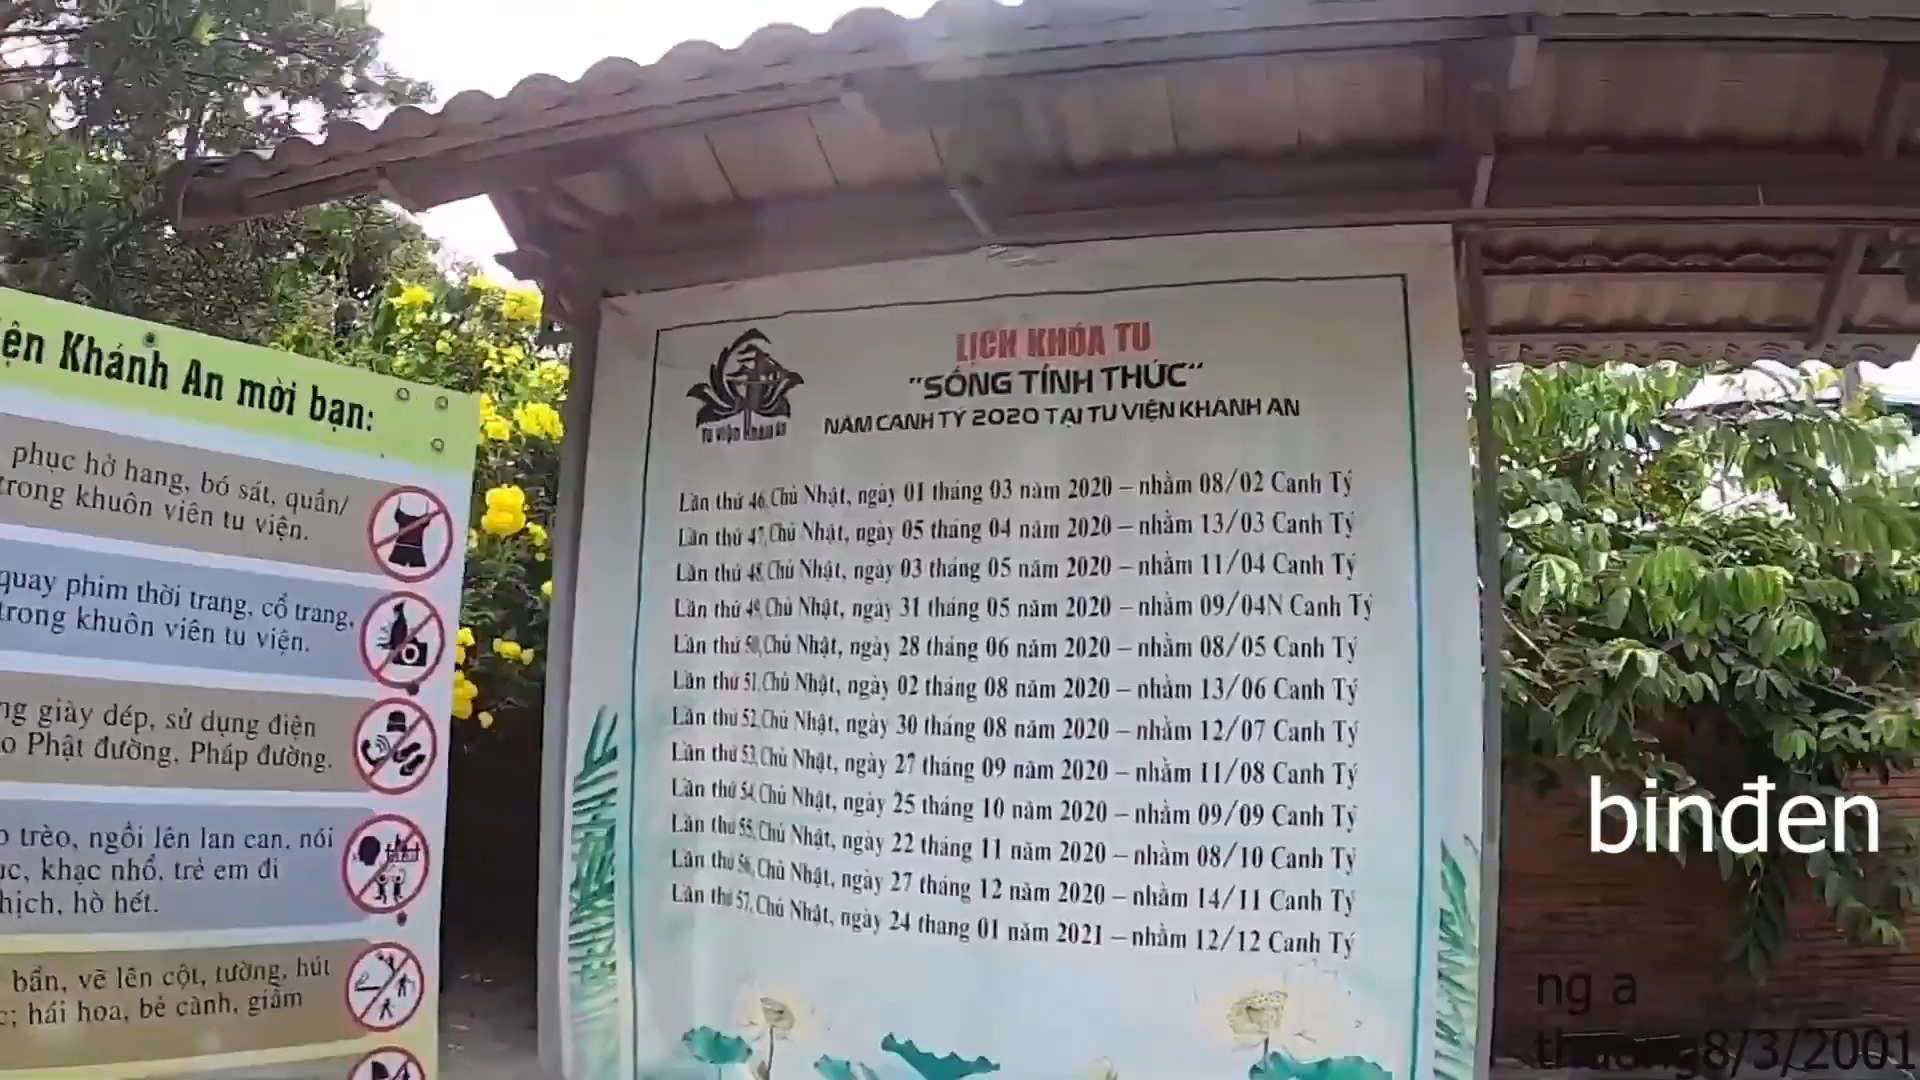 ện Khánh An mời bạn:
phục hở hang, bó sát, quần/
trong khuôn viên tu viện.
quay phim thời trang, cổ trang,
trong khuôn viên tu viện.
ng giày dép, sử dụng điện
o Phật đường, Pháp đường.
trèo, ngồi lên lan can, nói
ục, khạc nhổ, trẻ em đi
hịch, hò hét.
bẩn, vẽ lên cột, tường, hút
c; hái hoa, bẻ cành, giẫm
Tu viện Khánh An
LỊCH KHÓA TU
"SỐNG TỈNH THỨC"
NĂM CANH TÝ 2020 TẠI TU VIỆN KHÁNH AN
Lần thứ 46, Chủ Nhật, ngày 01 tháng 03 năm 2020 – nhằm 08/02 Canh Tý
Lần thứ 47, Chủ Nhật, ngày 05 tháng 04 năm 2020 – nhằm 13/03 Canh Tý
Lần thứ 48, Chủ Nhật, ngày 03 tháng 05 năm 2020 – nhằm 11/04 Canh Tý
Lần thứ 49, Chủ Nhật, ngày 31 tháng 05 năm 2020 – nhằm 09/04N Canh Tý
Lần thứ 50, Chủ Nhật, ngày 28 tháng 06 năm 2020 – nhằm 08/05 Canh Tý
Lần thứ 51, Chủ Nhật, ngày 02 tháng 08 năm 2020 – nhằm 13/06 Canh Tý
Lần thứ 52, Chủ Nhật, ngày 30 tháng 08 năm 2020 – nhằm 12/07 Canh Tý
Lần thứ 53, Chủ Nhật, ngày 27 tháng 09 năm 2020 – nhằm 11/08 Canh Tý
Lần thứ 54, Chủ Nhật, ngày 25 tháng 10 năm 2020 – nhằm 09/09 Canh Tý
Lần thứ 55, Chủ Nhật, ngày 22 tháng 11 năm 2020 – nhằm 08/10 Canh Tý
Lần thứ 56, Chủ Nhật, ngày 27 tháng 12 năm 2020 – nhằm 14/11 Canh Tý
Lần thứ 57, Chủ Nhật, ngày 24 thang 01 năm 2021 – nhằm 12/12 Canh Tý
binđen
ng a
8/3/2001